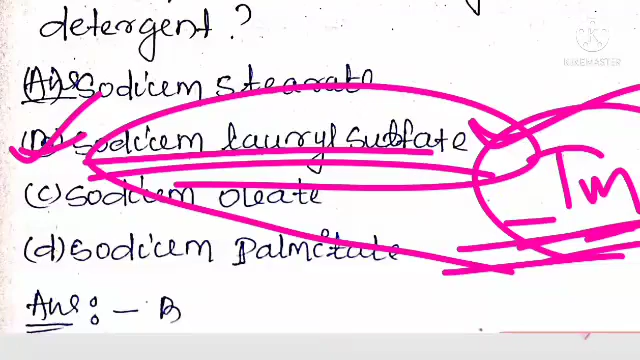 detergent ?
KINEMASTER
(a) Sodium stearate
(b) Sodium lauryl sulfate
(c) Sodium oleate
(d) Sodium Palmitate
Ans :- B